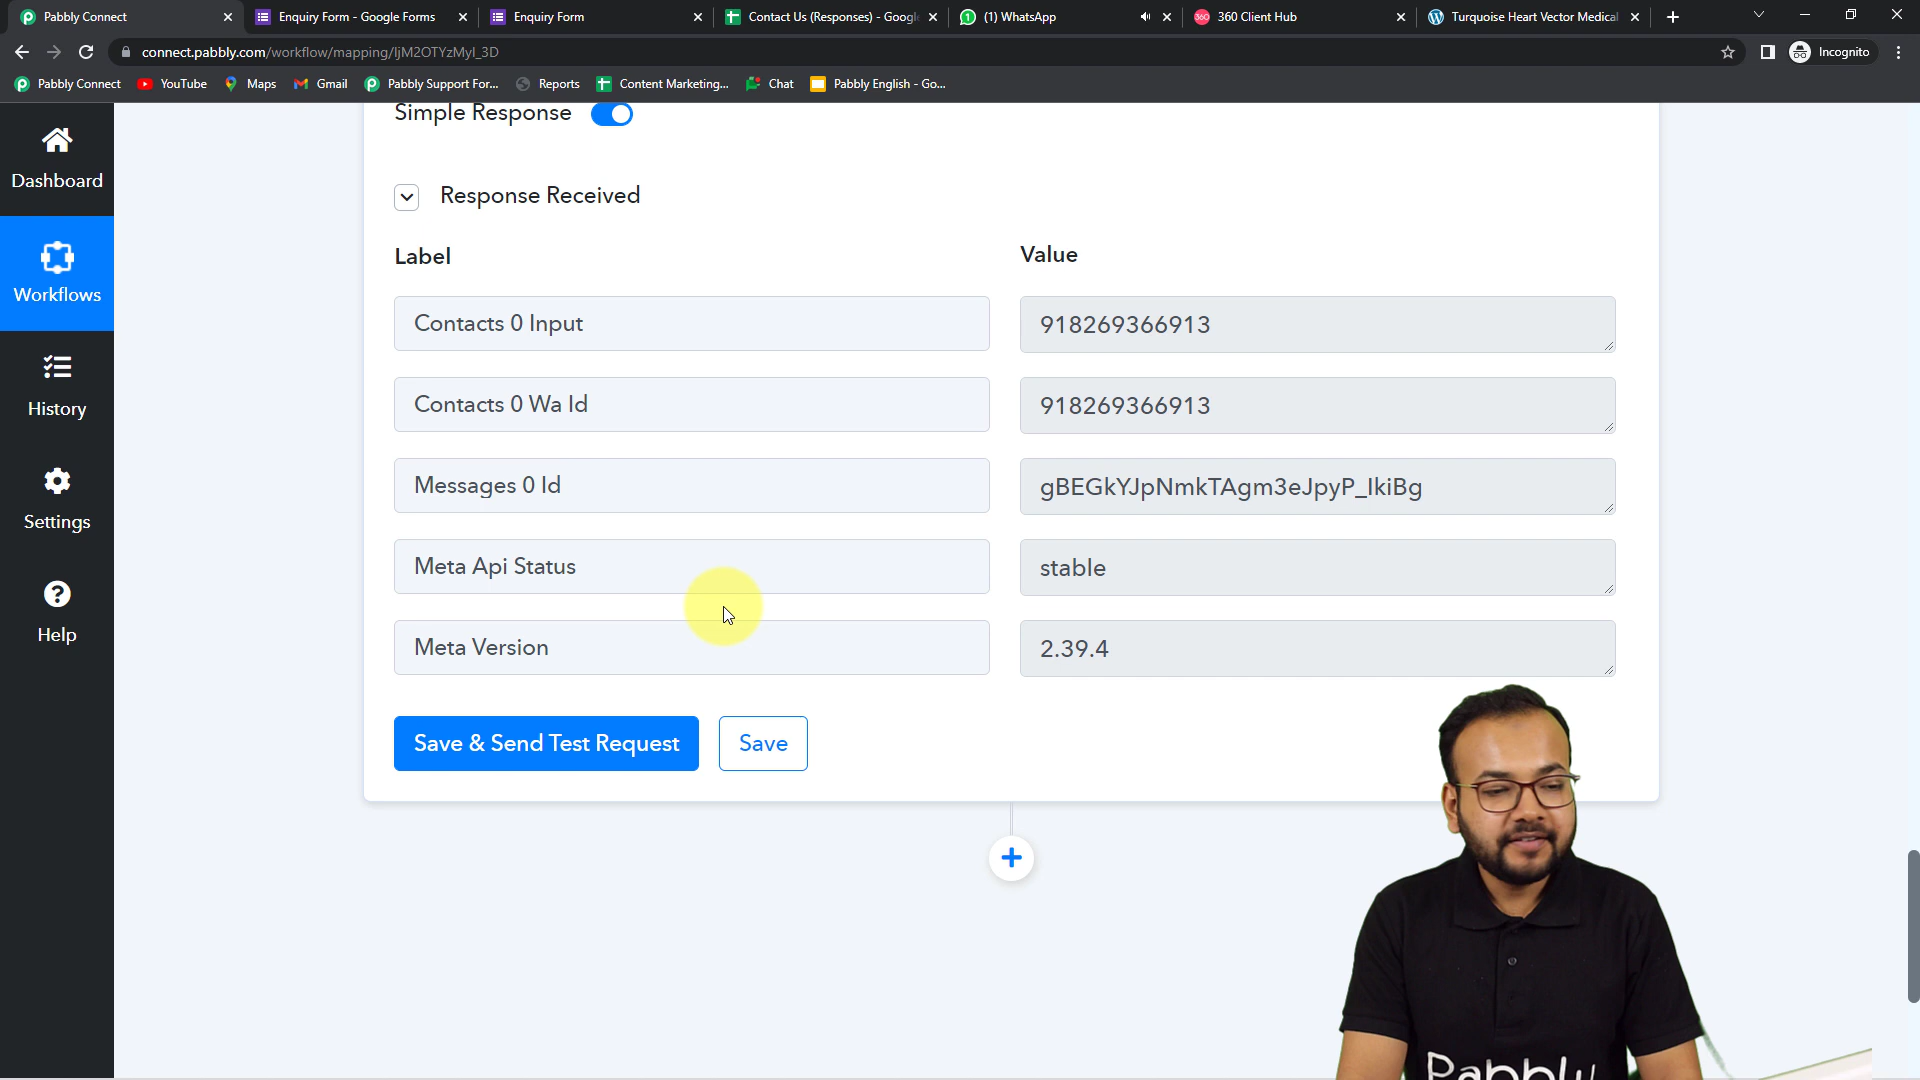 Pabbly Connect
Enquiry Form - Google Forms
Enquiry Form
Contact Us (Responses) - Google
(1) WhatsApp
360 Client Hub
Turquoise Heart Vector Medical
connect.pabbly.com/workflow/mapping/IjM2OTYzMyI_3D
Incognito
Pabbly Connect
YouTube
Maps
Gmail
Pabbly Support For...
Reports
Content Marketing...
Chat
Pabbly English - Go...
Dashboard
Workflows
History
Settings
Help
Simple Response
Response Received
Label
Value
Contacts 0 Input
918269366913
Contacts 0 Wa Id
918269366913
Messages 0 Id
gBEGkYJpNmkTAgm3eJpyP_IkiBg
Meta Api Status
stable
Meta Version
2.39.4
Save & Send Test Request
Save
Pabbly